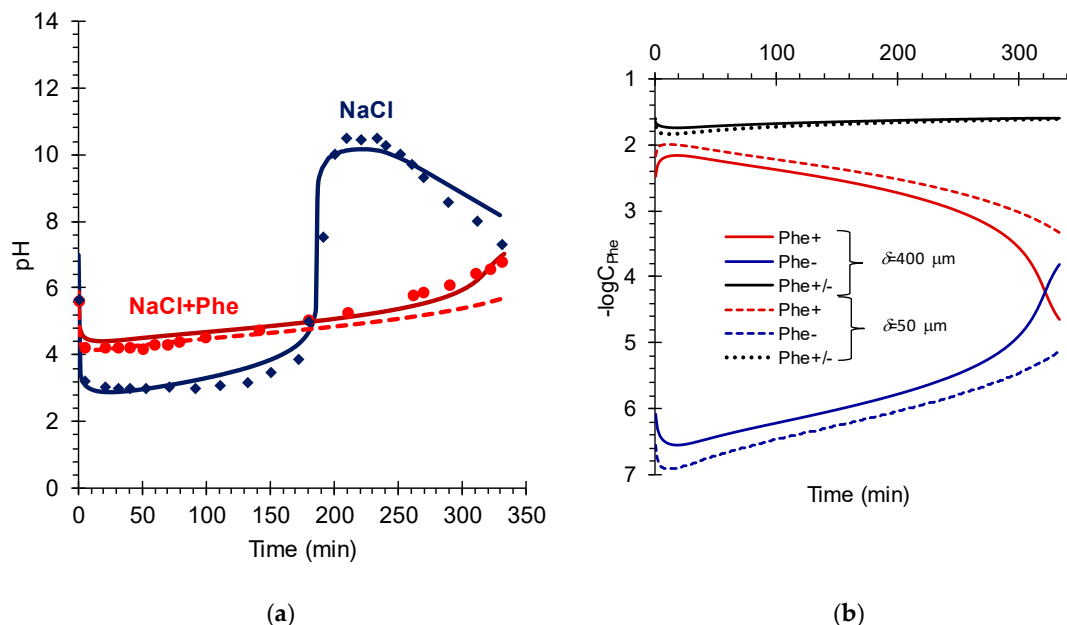 14
12
10
8
6
4
2
0
pH
NaCl
NaCl+Phe
0 50 100 150 200 250 300 350
Time (min)
(a)
0 100 200 300
1
2
3
4
5
6
7
-logC_Phe
Phe+
Phe-
Phe+/-
δ=400 μm
Phe+
Phe-
Phe+/-
δ=50 μm
Time (min)
(b)